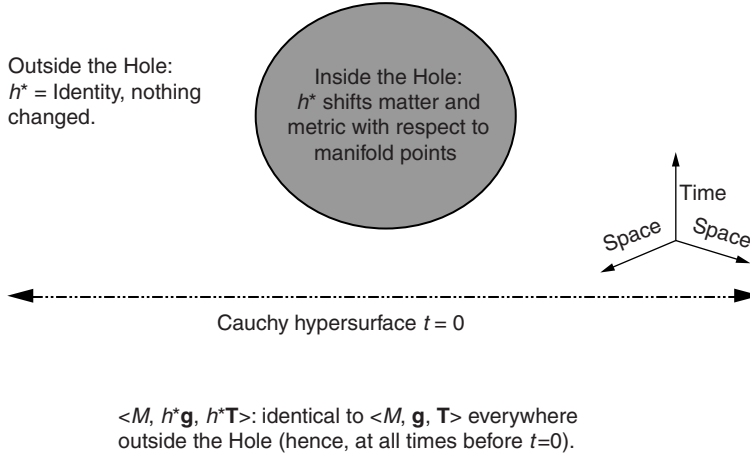 Outside the Hole:
h* = Identity, nothing
changed.
Inside the Hole:
h* shifts matter and
metric with respect to
manifold points
Time
Space
Space
Cauchy hypersurface t = 0
<M, h*g, h*T>: identical to <M, g, T> everywhere
outside the Hole (hence, at all times before t=0).